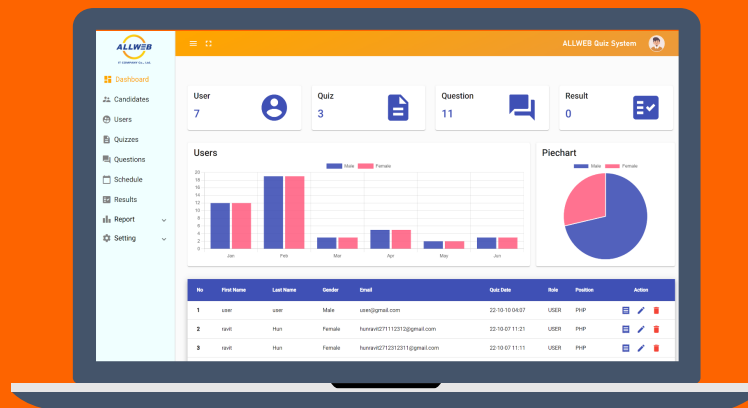 ALLWEB
ALLWEB Quiz System
Dashboard
Candidates
Users
Quizzes
Questions
Schedule
Results
Report
Setting
User
7
Quiz
3
Question
11
Result
0
Users
Male Female
20
18
16
14
12
10
8
6
4
2
0
Jan Feb Mar Apr May Jun
Piechart
Male Female
No First Name Last Name Gender Email Quiz Date Role Position Action
1 user user Male user@gmail.com 22-10-10 04:07 USER PHP
2 ravit Hun Female hunravit271112312@gmail.com 22-10-07 11:21 USER PHP
3 ravit Hun Female hunravit2712312311@gmail.com 22-10-07 11:11 USER PHP